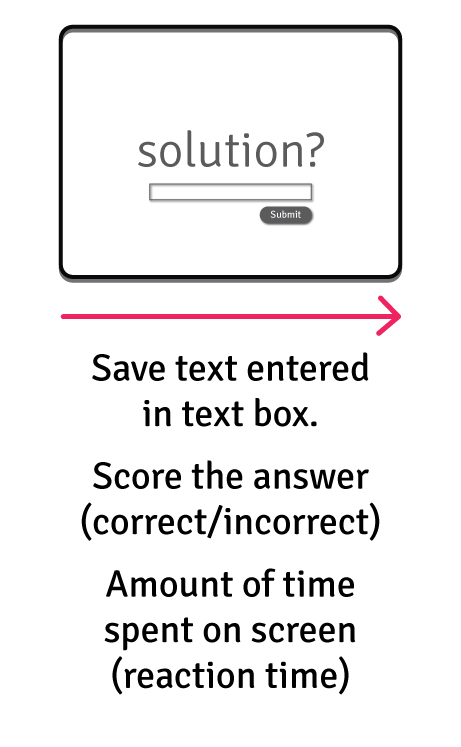 solution?
Submit
Save text entered
in text box.
Score the answer
(correct/incorrect)
Amount of time
spent on screen
(reaction time)